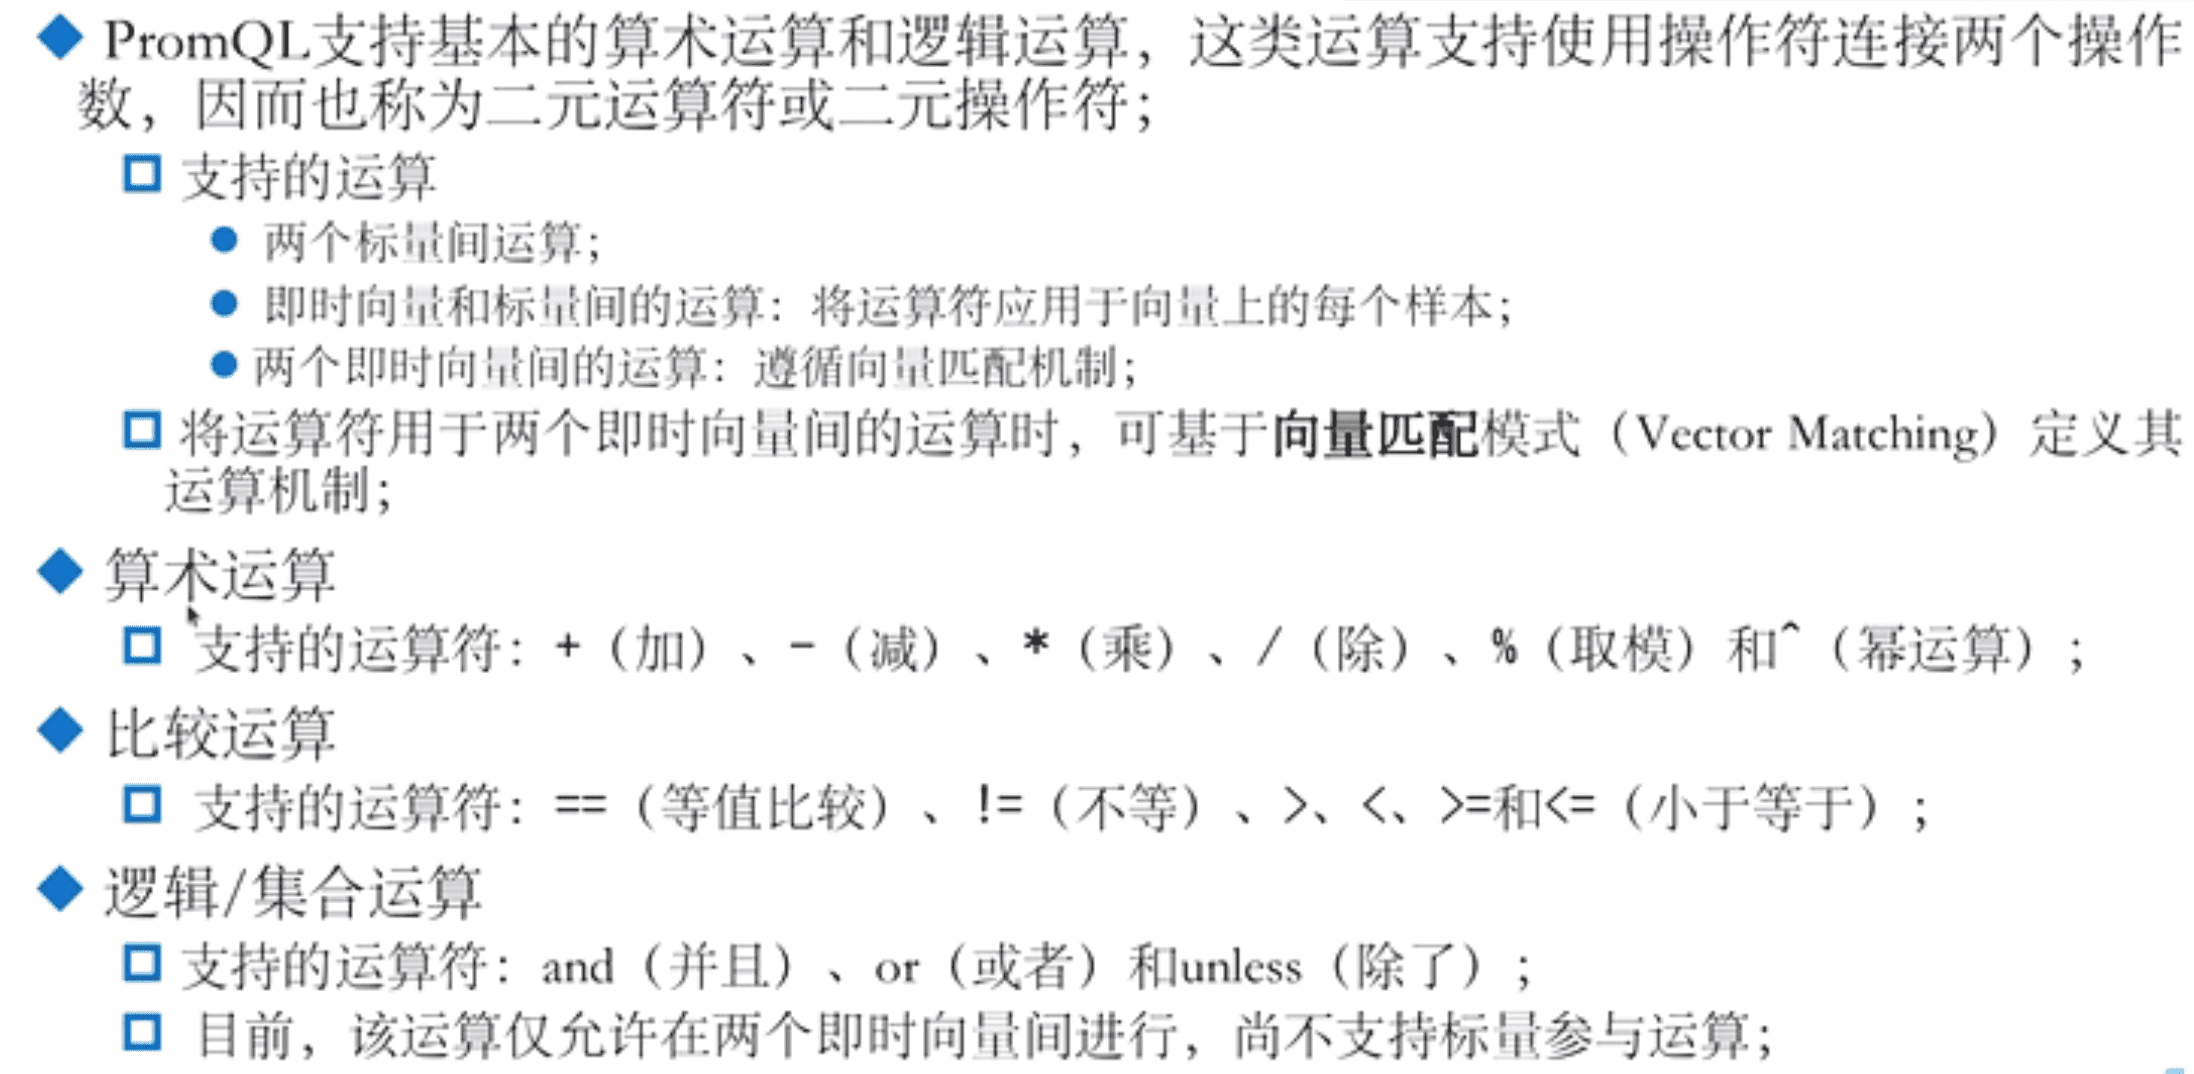 PromQL支持基本的算术运算和逻辑运算，这类运算支持使用操作符连接两个操作
数，因而也称为二元运算符或二元操作符；
支持的运算
两个标量间运算；
即时向量和标量间的运算：将运算符应用于向量上的每个样本；
两个即时向量间的运算：遵循向量匹配机制；
将运算符用于两个即时向量间的运算时，可基于向量匹配模式（Vector Matching）定义其
运算机制；
算术运算
支持的运算符：+（加）、-（减）、*（乘）、/（除）、%（取模）和^（幂运算）；
比较运算
支持的运算符：==（等值比较）、!=（不等）、>、<、>=和<=（小于等于）；
逻辑/集合运算
支持的运算符：and（并且）、or（或者）和unless（除了）；
目前，该运算仅允许在两个即时向量间进行，尚不支持标量参与运算；